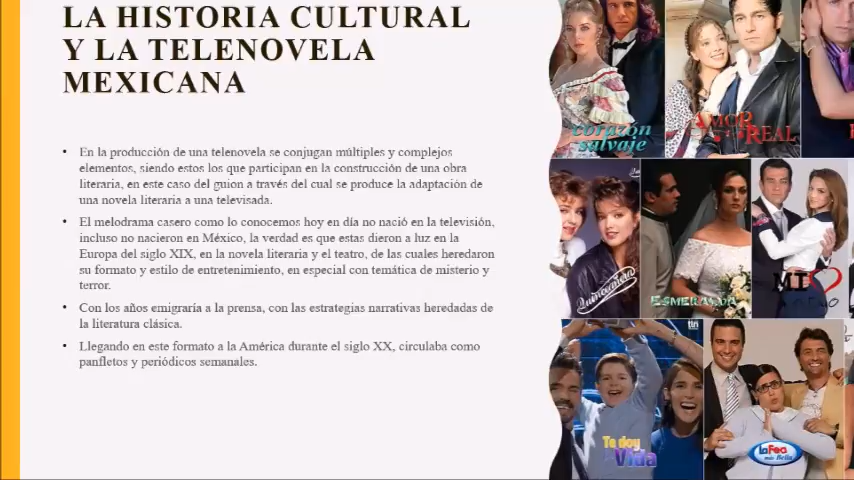 LA HISTORIA CULTURAL
Y LA TELENOVELA
MEXICANA
• En la producción de una telenovela se conjugan múltiples y complejos
elementos, siendo estos los que participan en la construcción de una obra
literaria, en este caso del guion a través del cual se produce la adaptación de
una novela literaria a una televisada.
• El melodrama casero como lo conocemos hoy en día no nació en la televisión,
incluso no nacieron en México, la verdad es que estas dieron a luz en la
Europa del siglo XIX, en la novela literaria y el teatro, de las cuales heredaron
su formato y estilo de entretenimiento, en especial con temática de misterio y
terror.
• Con los años emigraría a la prensa, con las estrategias narrativas heredadas de
la literatura clásica.
• Llegando en este formato a la América durante el siglo XX, circulaba como
panfletos y periódicos semanales.
corazón
salvaje
AMOR
REAL
Quinceañera
ESMERALDA
MI
Te doy
la Vida
La Fea
más Bella